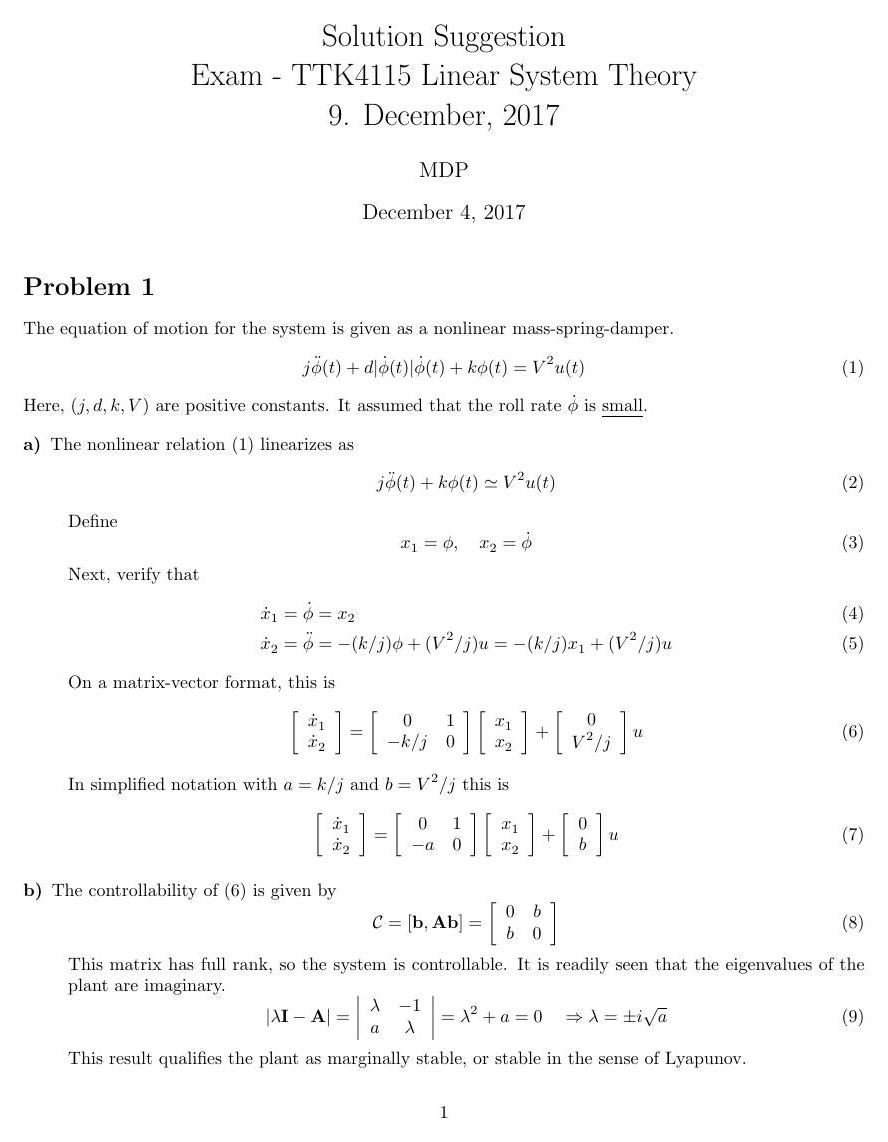 Solution Suggestion
Exam - TTK4115 Linear System Theory
9. December, 2017
MDP
December 4, 2017
Problem 1
The equation of motion for the system is given as a nonlinear mass-spring-damper.
jϕ̈(t) + d|ϕ̇(t)|ϕ̇(t) + kϕ(t) = V²u(t) (1)
Here, (j, d, k, V) are positive constants. It assumed that the roll rate ϕ̇ is small.
a) The nonlinear relation (1) linearizes as
jϕ̈(t) + kϕ(t) ≃ V²u(t) (2)
Define
x₁ = ϕ, x₂ = ϕ̇ (3)
Next, verify that
ẋ₁ = ϕ̇ = x₂ (4)
ẋ₂ = ϕ̈ = −(k/j)ϕ + (V²/j)u = −(k/j)x₁ + (V²/j)u (5)
On a matrix-vector format, this is
[ ẋ₁ ; ẋ₂ ] = [ 0 1 ; −k/j 0 ] [ x₁ ; x₂ ] + [ 0 ; V²/j ] u (6)
In simplified notation with a = k/j and b = V²/j this is
[ ẋ₁ ; ẋ₂ ] = [ 0 1 ; −a 0 ] [ x₁ ; x₂ ] + [ 0 ; b ] u (7)
b) The controllability of (6) is given by
𝒞 = [b, Ab] = [ 0 b ; b 0 ] (8)
This matrix has full rank, so the system is controllable. It is readily seen that the eigenvalues of the
plant are imaginary.
|λI − A| = | λ −1 ; a λ | = λ² + a = 0 ⇒ λ = ±i√a (9)
This result qualifies the plant as marginally stable, or stable in the sense of Lyapunov.
1